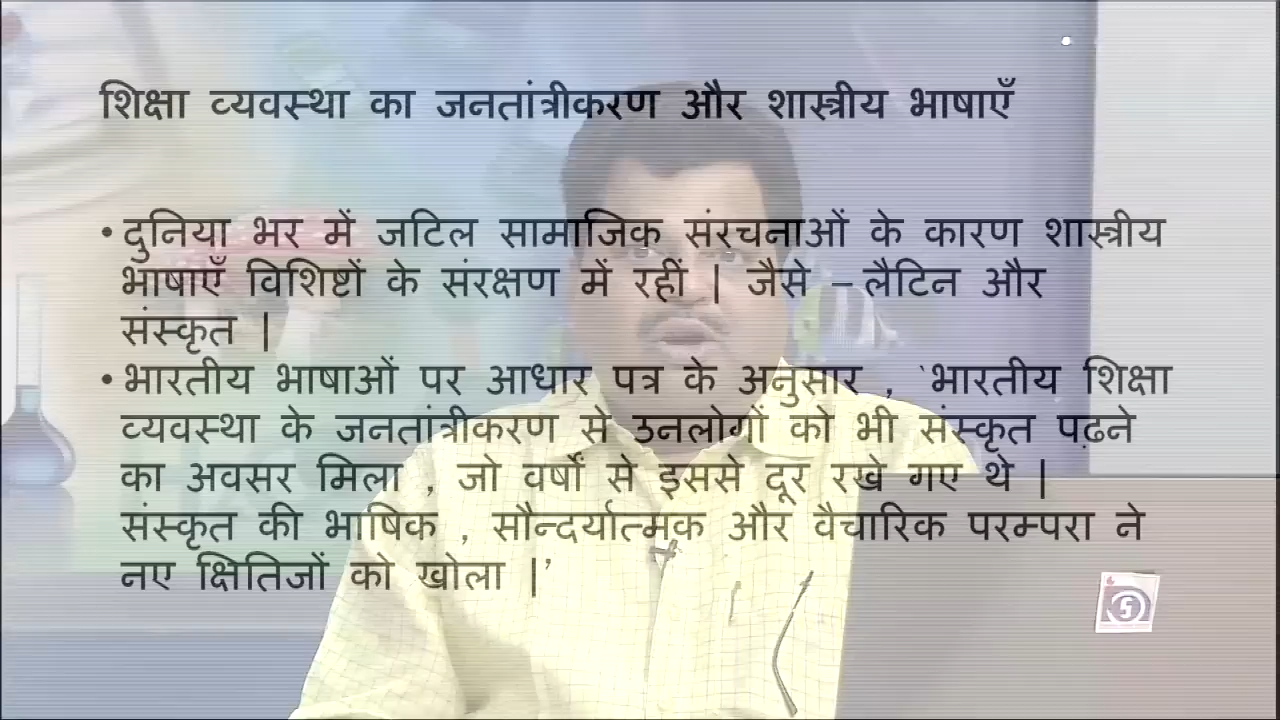 शिक्षा व्यवस्था का जनतांत्रीकरण और शास्त्रीय भाषाएँ
• दुनिया भर में जटिल सामाजिक संरचनाओं के कारण शास्त्रीय
भाषाएँ विशिष्टों के संरक्षण में रहीं | जैसे – लैटिन और
संस्कृत |
• भारतीय भाषाओं पर आधार पत्र के अनुसार , `भारतीय शिक्षा
व्यवस्था के जनतांत्रीकरण से उनलोगों को भी संस्कृत पढ़ने
का अवसर मिला , जो वर्षों से इससे दूर रखे गए थे |
संस्कृत की भाषिक , सौन्दर्यात्मक और वैचारिक परम्परा ने
नए क्षितिजों को खोला |’